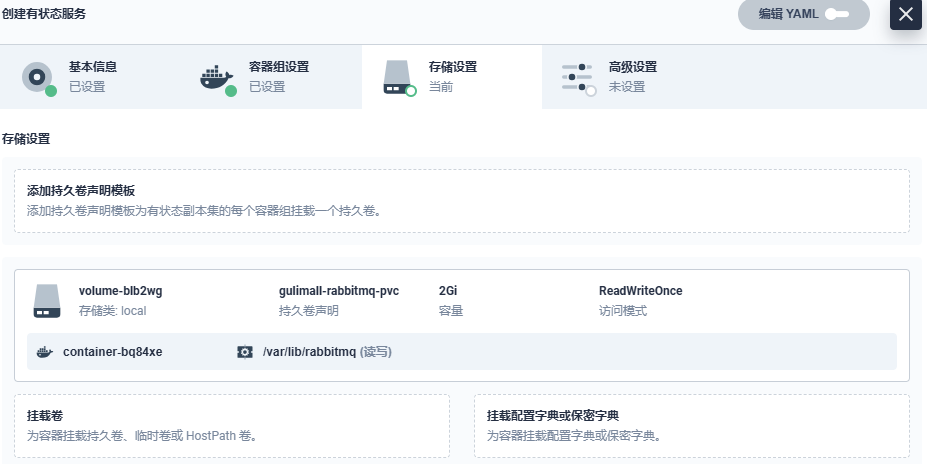 创建有状态服务
编辑 YAML
基本信息
已设置
容器组设置
已设置
存储设置
当前
高级设置
未设置
存储设置
添加持久卷声明模板
添加持久卷声明模板为有状态副本集的每个容器组挂载一个持久卷。
volume-blb2wg gulimall-rabbitmq-pvc 2Gi ReadWriteOnce
存储类: local 持久卷声明 容量 访问模式
container-bq84xe /var/lib/rabbitmq (读写)
挂载卷
为容器挂载持久卷、临时卷或 HostPath 卷。
挂载配置字典或保密字典
为容器挂载配置字典或保密字典。